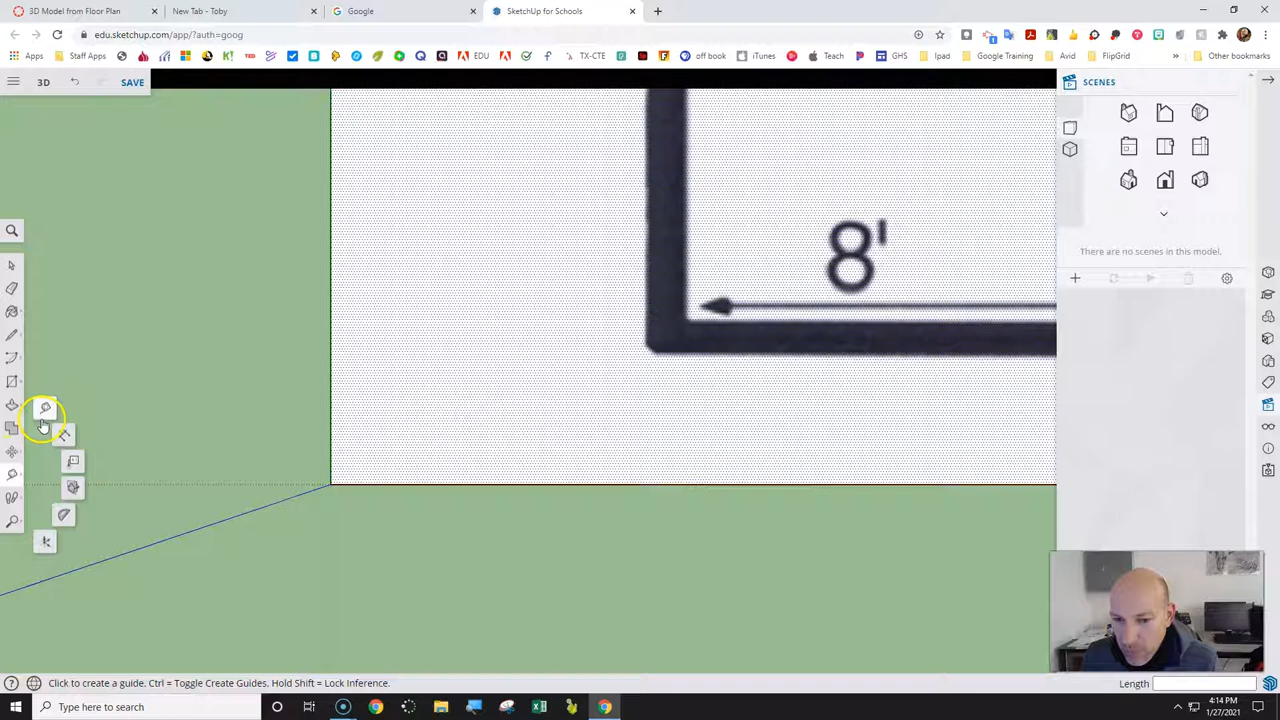 3D Model from Floor Plan
New Tab - Toby
Google
SketchUp for Schools
edu.sketchup.com/app/?auth=goog
Apps
Staff Apps
EDU
TX-CTE
off book
iTunes
Teach
GHS
Ipad
Google Training
Avid
FlipGrid
Other bookmarks
3D
SAVE
SCENES
There are no scenes in this model.
8'
Click to create a guide. Ctrl = Toggle Create Guides. Hold Shift = Lock Inference.
Length
Type here to search
4:14 PM
1/27/2021